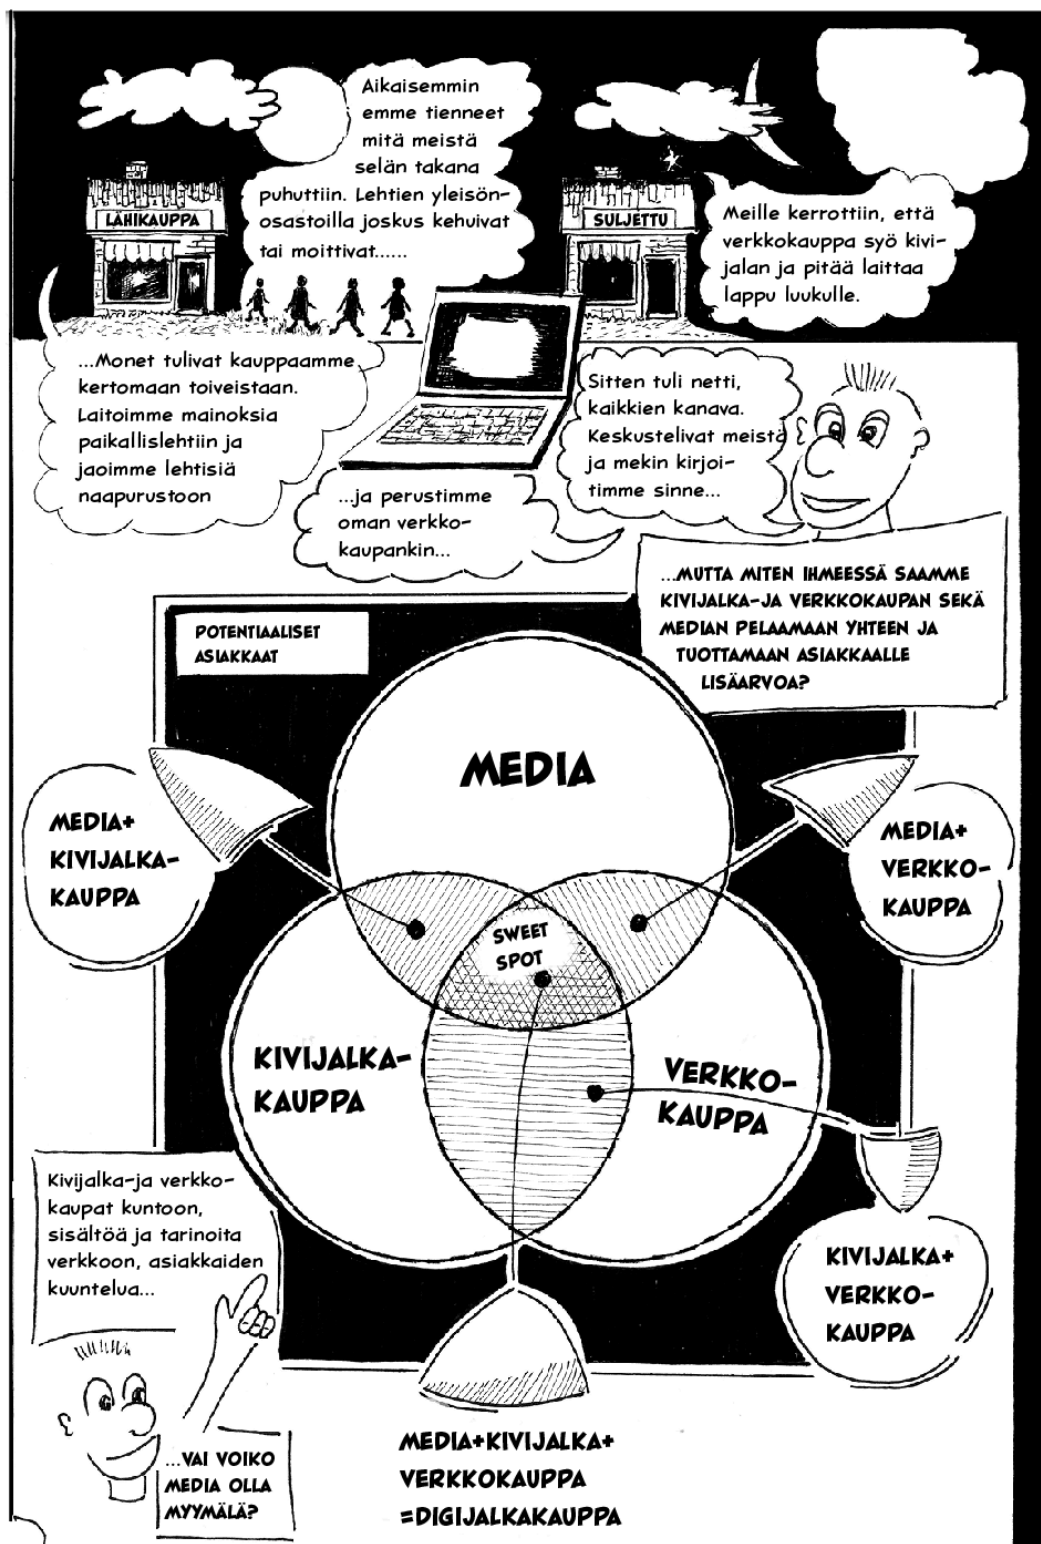 Aikaisemmin
emme tienneet
mitä meistä
selän takana
puhuttiin. Lehtien yleisön-
osastoilla joskus kehuivat
tai moittivat......
LÄHIKAUPPA
SULJETTU
Meille kerrottiin, että
verkkokauppa syö kivi-
jalan ja pitää laittaa
lappu luukulle.
...Monet tulivat kauppaamme
kertomaan toiveistaan.
Laitoimme mainoksia
paikallislehtiin ja
jaoimme lehtisiä
naapurustoon
Sitten tuli netti,
kaikkien kanava.
Keskustelivat meistä
ja mekin kirjoi-
timme sinne...
...ja perustimme
oman verkko-
kaupankin...
...MUTTA MITEN IHMEESSÄ SAAMME
KIVIJALKA-JA VERKKOKAUPAN SEKÄ
MEDIAN PELAAMAAN YHTEEN JA
TUOTTAMAAN ASIAKKAALLE
LISÄARVOA?
POTENTIAALISET
ASIAKKAAT
MEDIA
MEDIA+
KIVIJALKA-
KAUPPA
MEDIA+
VERKKO-
KAUPPA
SWEET
SPOT
KIVIJALKA-
KAUPPA
VERKKO-
KAUPPA
Kivijalka-ja verkko-
kaupat kuntoon,
sisältöä ja tarinoita
verkkoon, asiakkaiden
kuuntelua...
KIVIJALKA+
VERKKO-
KAUPPA
...VAI VOIKO
MEDIA OLLA
MYYMÄLÄ?
MEDIA+KIVIJALKA+
VERKKOKAUPPA
=DIGIJALKAKAUPPA